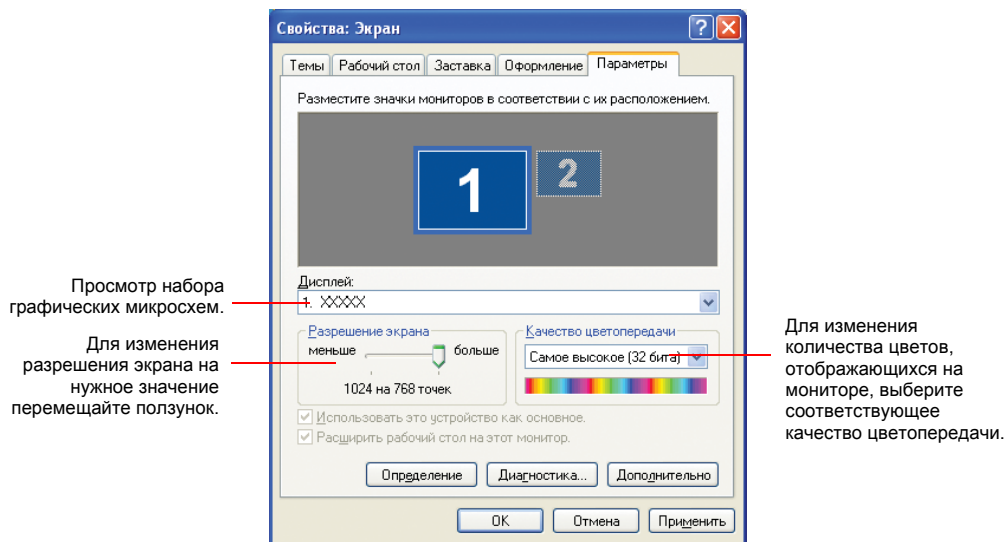 Свойства: Экран
Темы
Рабочий стол
Заставка
Оформление
Параметры
Разместите значки мониторов в соответствии с их расположением.
1
2
Просмотр набора
графических микросхем.
Дисплей:
1. XXXXX
Для изменения
разрешения экрана на
нужное значение
перемещайте ползунок.
Разрешение экрана
меньше
больше
1024 на 768 точек
Качество цветопередачи
Самое высокое (32 бита)
Для изменения
количества цветов,
отображающихся на
мониторе, выберите
соответствующее
качество цветопередачи.
Использовать это устройство как основное.
Расширить рабочий стол на этот монитор.
Определение
Диагностика...
Дополнительно
ОК
Отмена
Применить